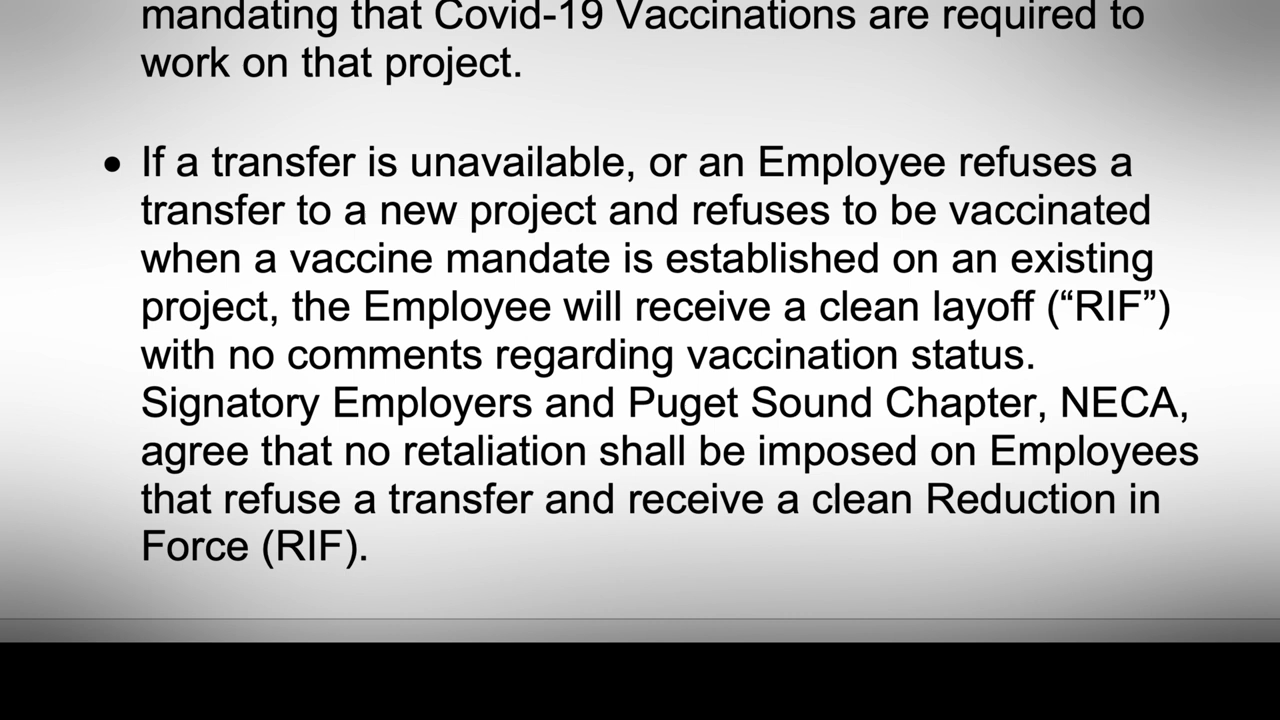 mandating that Covid-19 Vaccinations are required to
work on that project.
• If a transfer is unavailable, or an Employee refuses a
transfer to a new project and refuses to be vaccinated
when a vaccine mandate is established on an existing
project, the Employee will receive a clean layoff (“RIF”)
with no comments regarding vaccination status.
Signatory Employers and Puget Sound Chapter, NECA,
agree that no retaliation shall be imposed on Employees
that refuse a transfer and receive a clean Reduction in
Force (RIF).